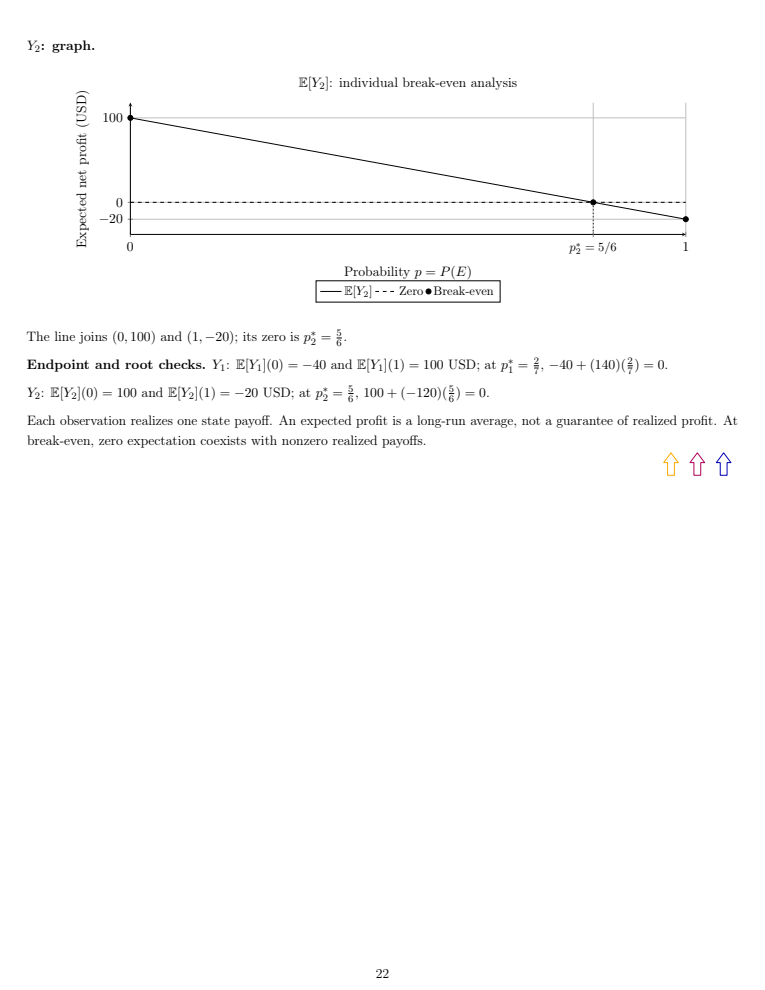 Y₂: graph.
𝔼[Y₂]: individual break-even analysis
Expected net profit (USD)
100
0
−20
0
p₂* = 5/6
1
Probability p = P(E)
𝔼[Y₂] Zero Break-even
The line joins (0, 100) and (1, −20); its zero is p₂* = 5/6.
Endpoint and root checks. Y₁: 𝔼[Y₁](0) = −40 and 𝔼[Y₁](1) = 100 USD; at p₁* = 2/7, −40 + (140)(2/7) = 0.
Y₂: 𝔼[Y₂](0) = 100 and 𝔼[Y₂](1) = −20 USD; at p₂* = 5/6, 100 + (−120)(5/6) = 0.
Each observation realizes one state payoff. An expected profit is a long-run average, not a guarantee of realized profit. At
break-even, zero expectation coexists with nonzero realized payoffs.
22